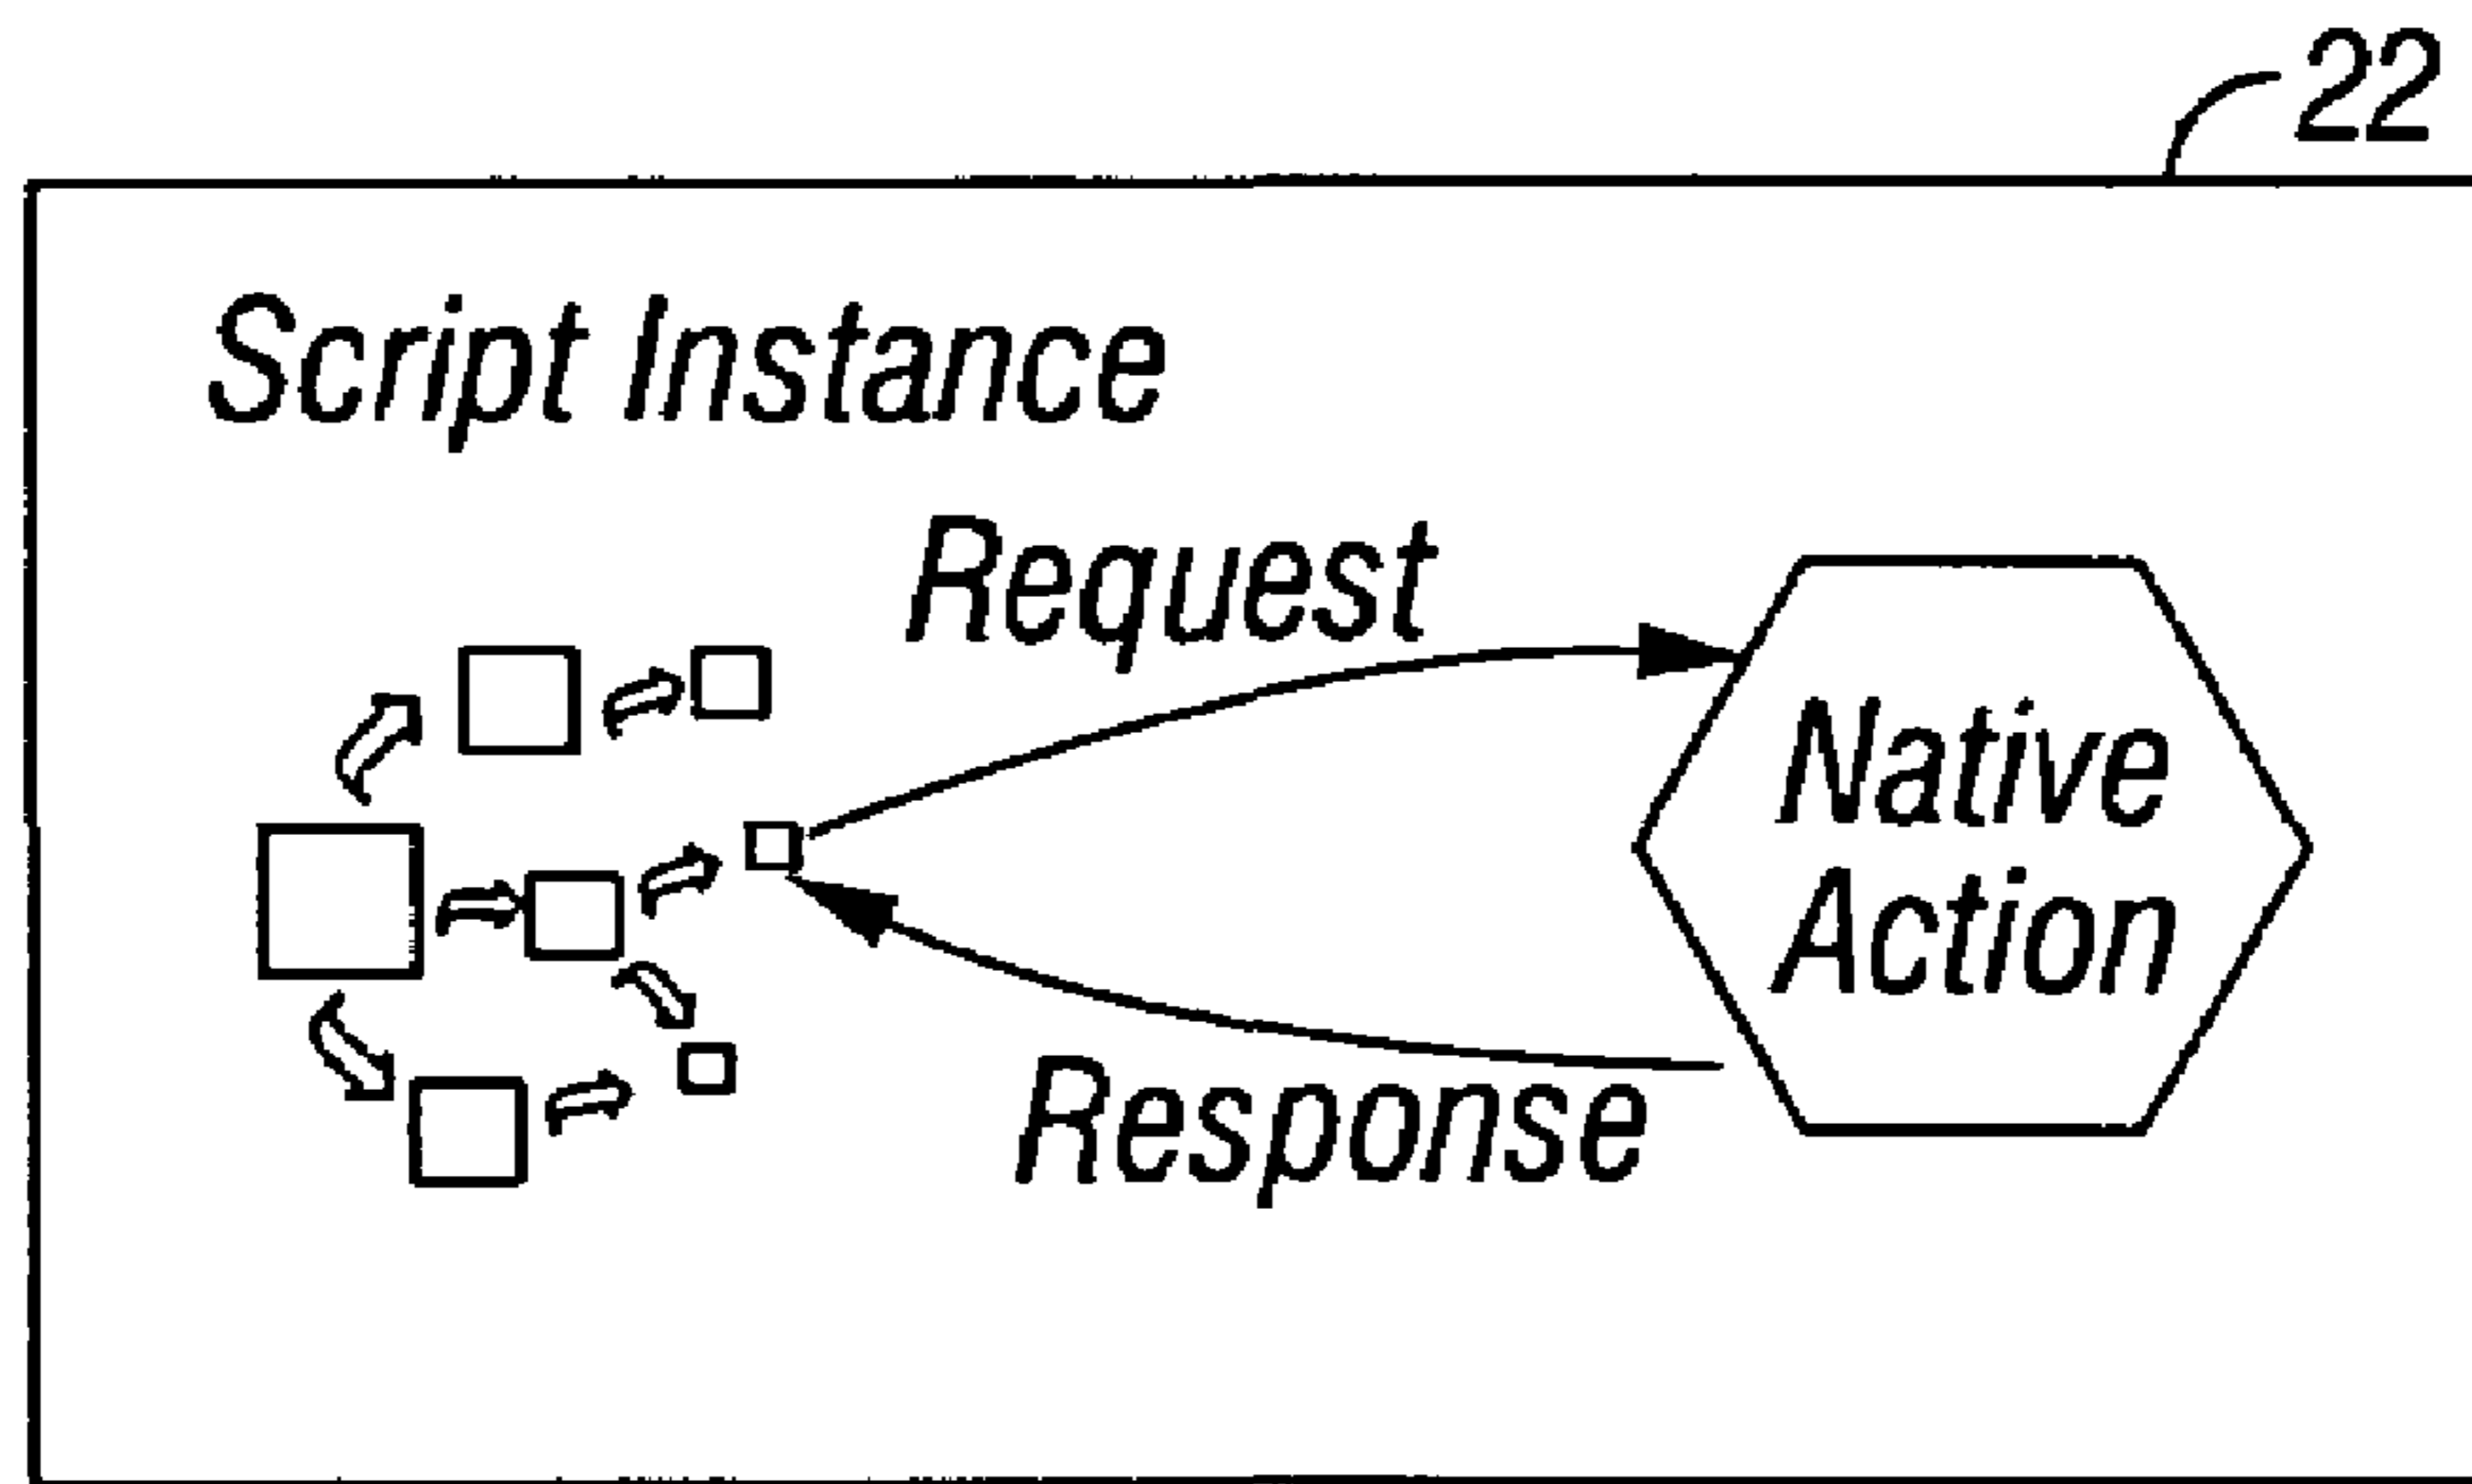 22
Script Instance
Request
Native
Action
Response